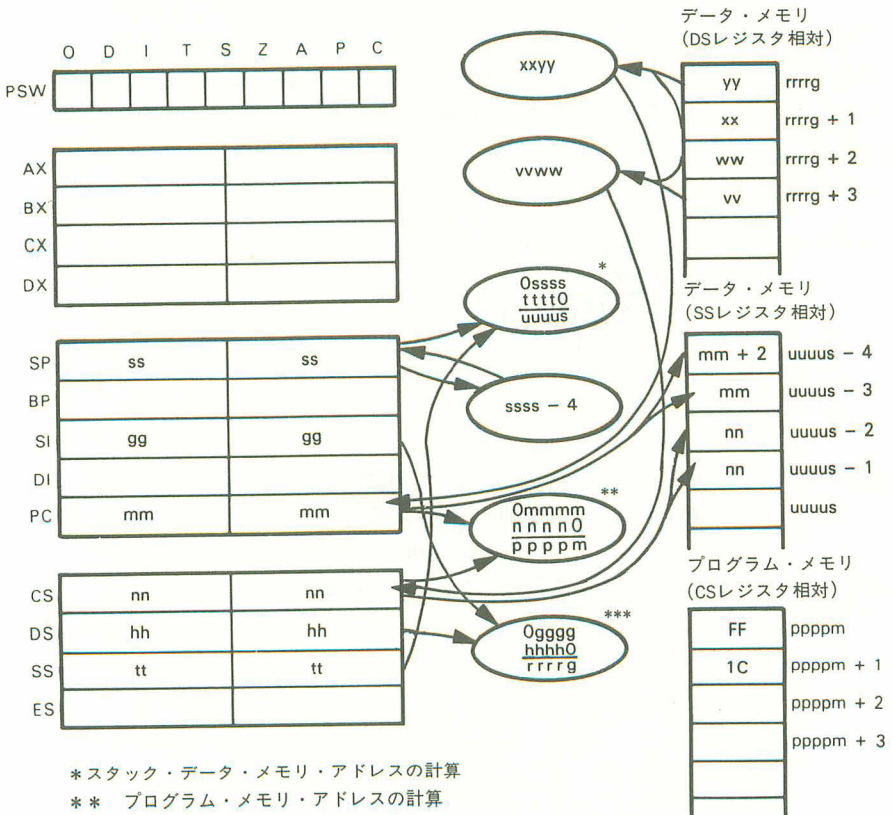 O D I T S Z A P C
PSW
AX
BX
CX
DX
SP ss ss
BP
SI gg gg
DI
PC mm mm
CS nn nn
DS hh hh
SS tt tt
ES
xxyy
vvww
*
0ssss
tttt0
uuuus
ssss − 4
**
0mmmm
nnnn0
ppppm
***
0gggg
hhhh0
rrrrg
データ・メモリ
(DSレジスタ相対)
yy rrrrg
xx rrrrg + 1
ww rrrrg + 2
vv rrrrg + 3
データ・メモリ
(SSレジスタ相対)
mm + 2 uuuus − 4
mm uuuus − 3
nn uuuus − 2
nn uuuus − 1
uuuus
プログラム・メモリ
(CSレジスタ相対)
FF ppppm
1C ppppm + 1
ppppm + 2
ppppm + 3
*スタック・データ・メモリ・アドレスの計算
** プログラム・メモリ・アドレスの計算